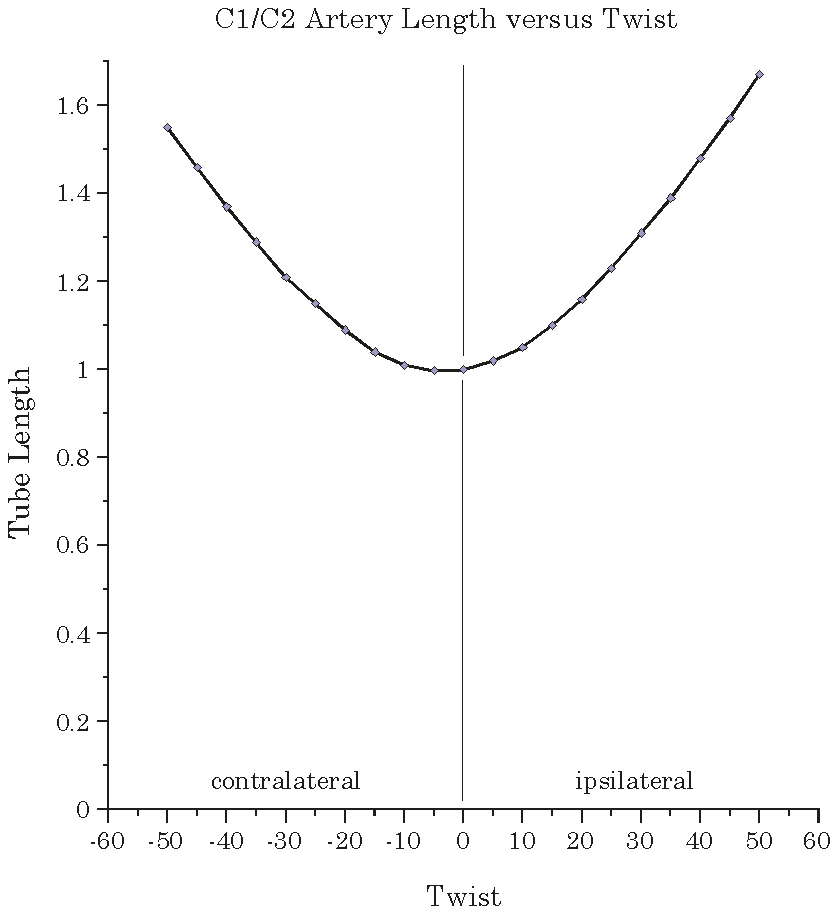 C1/C2 Artery Length versus Twist
1.6
1.4
1.2
1
0.8
0.6
0.4
0.2
0
Tube Length
contralateral ipsilateral
-60 -50 -40 -30 -20 -10 0 10 20 30 40 50 60
Twist